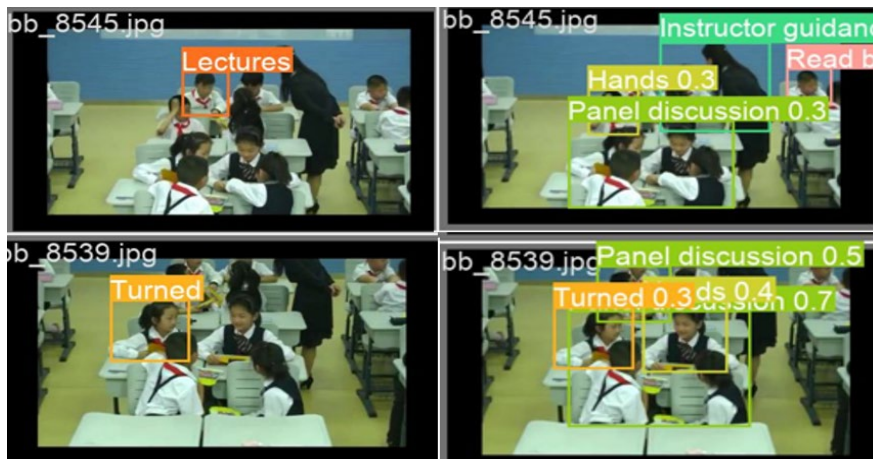 bb_8545.jpg
Lectures
bb_8545.jpg
Instructor guidanc
Read b
Hands 0.3
Panel discussion 0.3
bb_8539.jpg
Turned
bb_8539.jpg
Panel discussion 0.5
ds 0.4
Turned 0.3
cussion 0.7